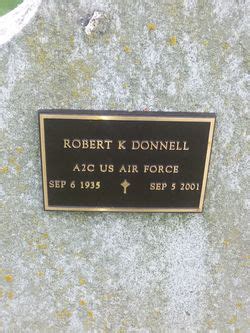 ROBERT K DONNELL
A2C US AIR FORCE
SEP 6 1935 SEP 5 2001